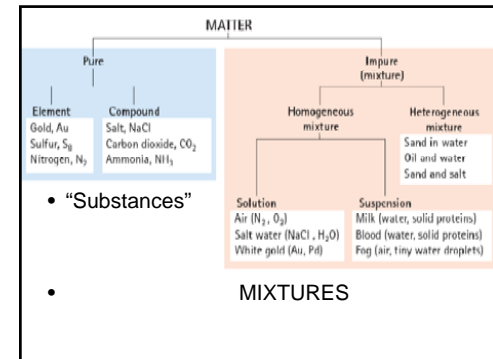 MATTER
Pure
Impure
(mixture)
Element
Gold, Au
Sulfur, S₈
Nitrogen, N₂
Compound
Salt, NaCl
Carbon dioxide, CO₂
Ammonia, NH₃
Homogeneous
mixture
Heterogeneous
mixture
Sand in water
Oil and water
Sand and salt
• “Substances”
Solution
Air (N₂, O₂)
Salt water (NaCl, H₂O)
White gold (Au, Pd)
Suspension
Milk (water, solid proteins)
Blood (water, solid proteins)
Fog (air, tiny water droplets)
• MIXTURES